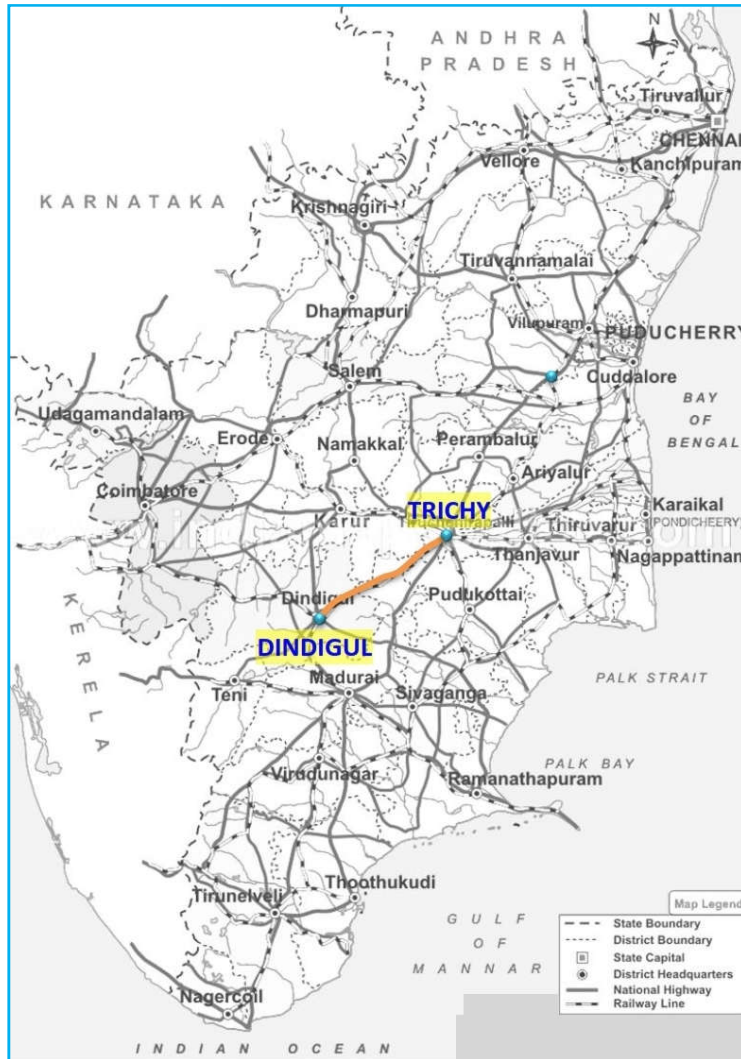 N
ANDHRA
PRADESH
Tiruvallur
CHENNAI
Vellore
Kanchipuram
KARNATAKA
Krishnagiri
Tiruvannamalai
Dharmapuri
Vilupuram
PUDUCHERRY
Salem
Cuddalore
BAY
OF
BENGAL
Udagamandalam
Erode
Namakkal
Perambalur
Ariyalur
Coimbatore
Karur
TRICHY
Karaikal
(PONDICHEERY)
Thiruvarur
Thanjavur
Nagappattinam
Dindigul
Pudukottai
DINDIGUL
KERELA
Madurai
Teni
Sivaganga
PALK STRAIT
PALK BAY
Virudunagar
Ramanathapuram
Thoothukudi
Tirunelveli
GULF
OF
MANNAR
Nagercoil
INDIAN OCEAN
Map Legend
State Boundary
District Boundary
State Capital
District Headquarters
National Highway
Railway Line